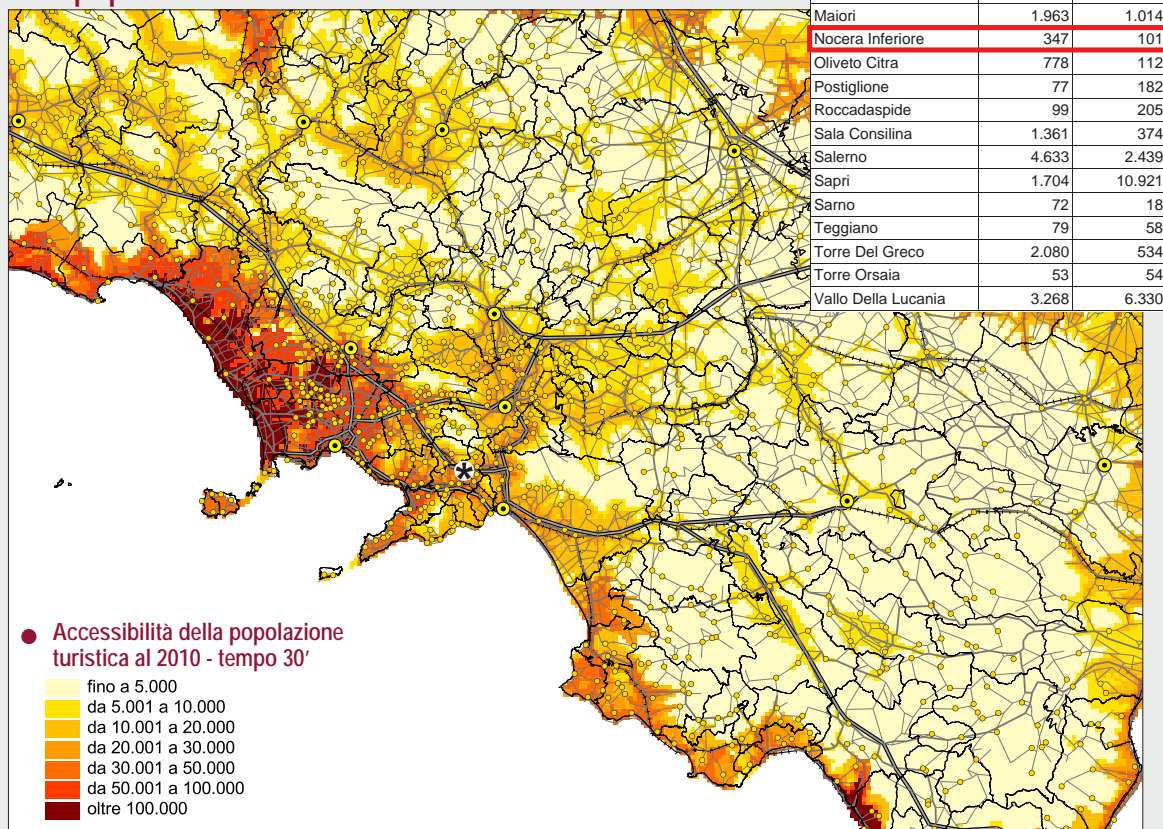 Maiori 1.963 1.014
Nocera Inferiore 347 101
Oliveto Citra 778 112
Postiglione 77 182
Roccadaspide 99 205
Sala Consilina 1.361 374
Salerno 4.633 2.439
Sapri 1.704 10.921
Sarno 72 18
Teggiano 79 58
Torre Del Greco 2.080 534
Torre Orsaia 53 54
Vallo Della Lucania 3.268 6.330
Accessibilità della popolazione
turistica al 2010 - tempo 30'
fino a 5.000
da 5.001 a 10.000
da 10.001 a 20.000
da 20.001 a 30.000
da 30.001 a 50.000
da 50.001 a 100.000
oltre 100.000